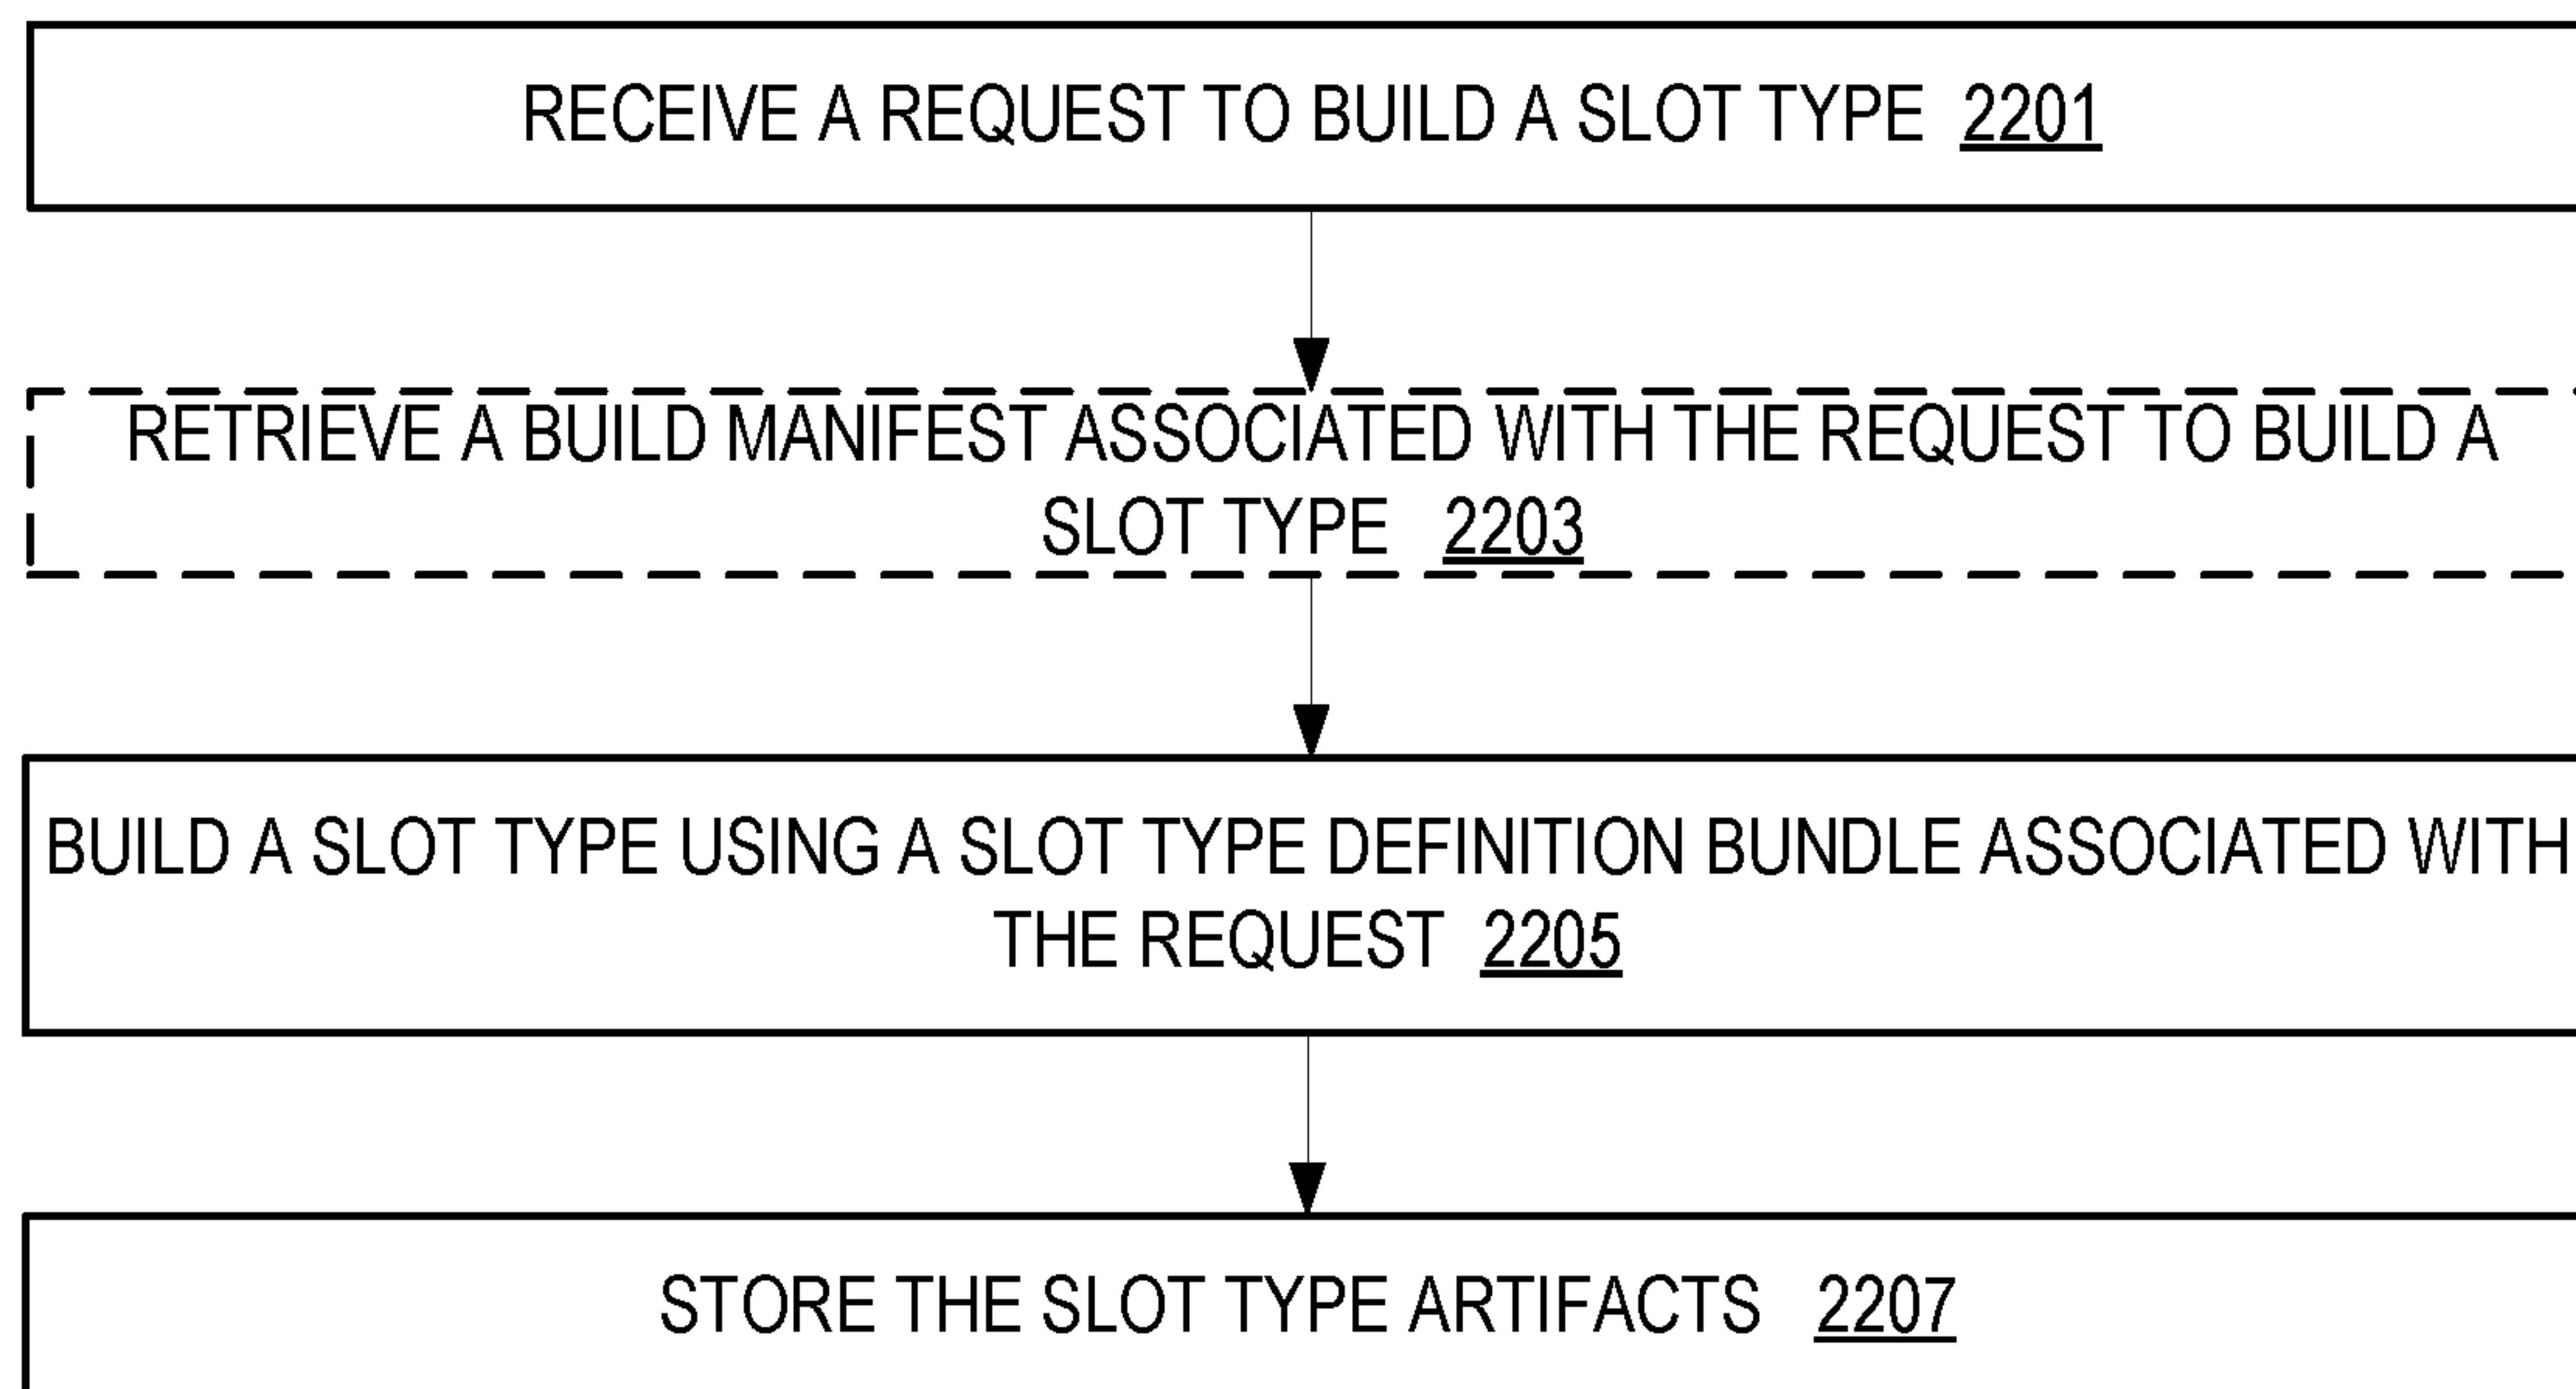 RECEIVE A REQUEST TO BUILD A SLOT TYPE 2201
RETRIEVE A BUILD MANIFEST ASSOCIATED WITH THE REQUEST TO BUILD A
SLOT TYPE 2203
BUILD A SLOT TYPE USING A SLOT TYPE DEFINITION BUNDLE ASSOCIATED WITH
THE REQUEST 2205
STORE THE SLOT TYPE ARTIFACTS 2207